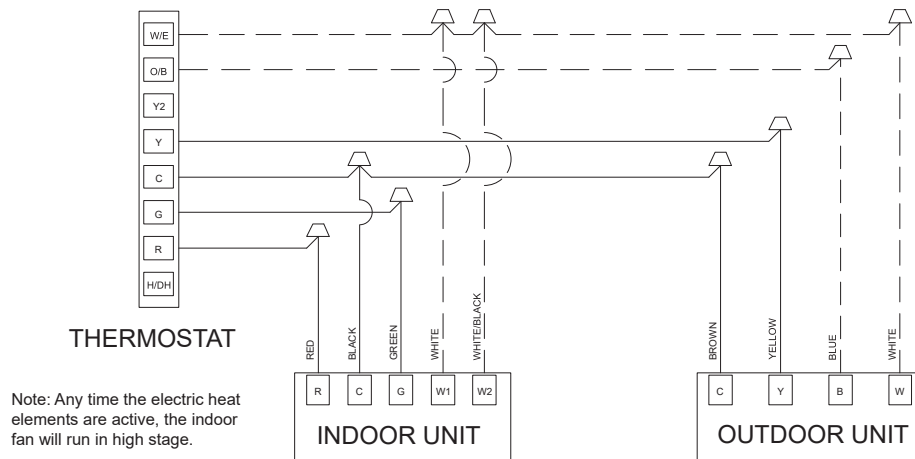 W/E
O/B
Y2
Y
C
G
R
H/DH
THERMOSTAT
Note: Any time the electric heat
elements are active, the indoor
fan will run in high stage.
RED
BLACK
GREEN
WHITE
WHITE/BLACK
BROWN
YELLOW
BLUE
WHITE
R
C
G
W1
W2
INDOOR UNIT
C
Y
B
W
OUTDOOR UNIT